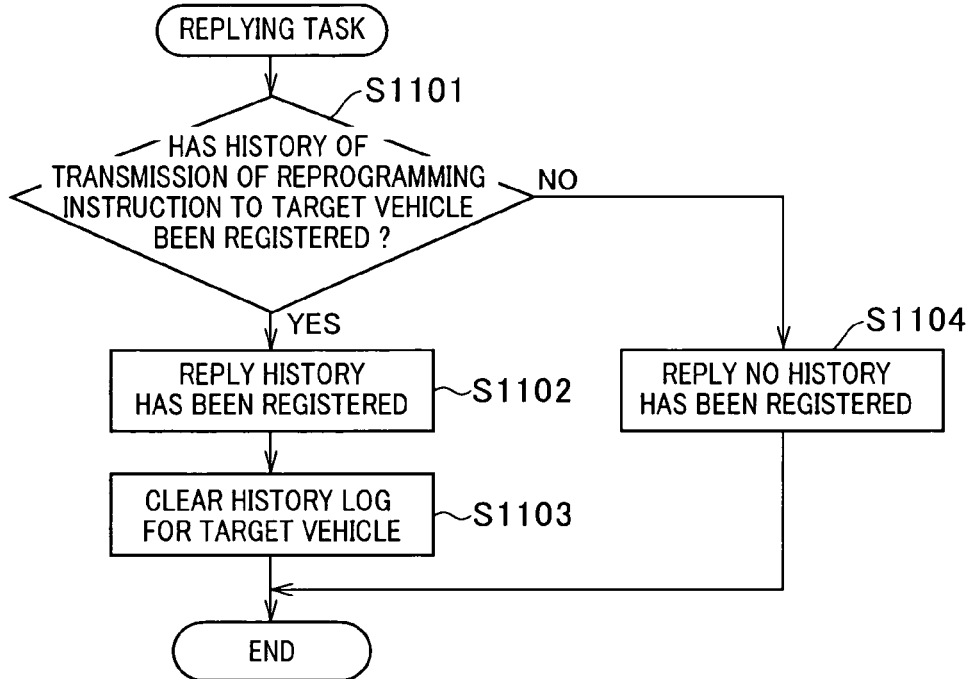 REPLYING TASK
S1101
HAS HISTORY OF
TRANSMISSION OF REPROGRAMMING
INSTRUCTION TO TARGET VEHICLE
BEEN REGISTERED ?
NO
YES
S1104
REPLY HISTORY
HAS BEEN REGISTERED
S1102
REPLY NO HISTORY
HAS BEEN REGISTERED
CLEAR HISTORY LOG
FOR TARGET VEHICLE
S1103
END